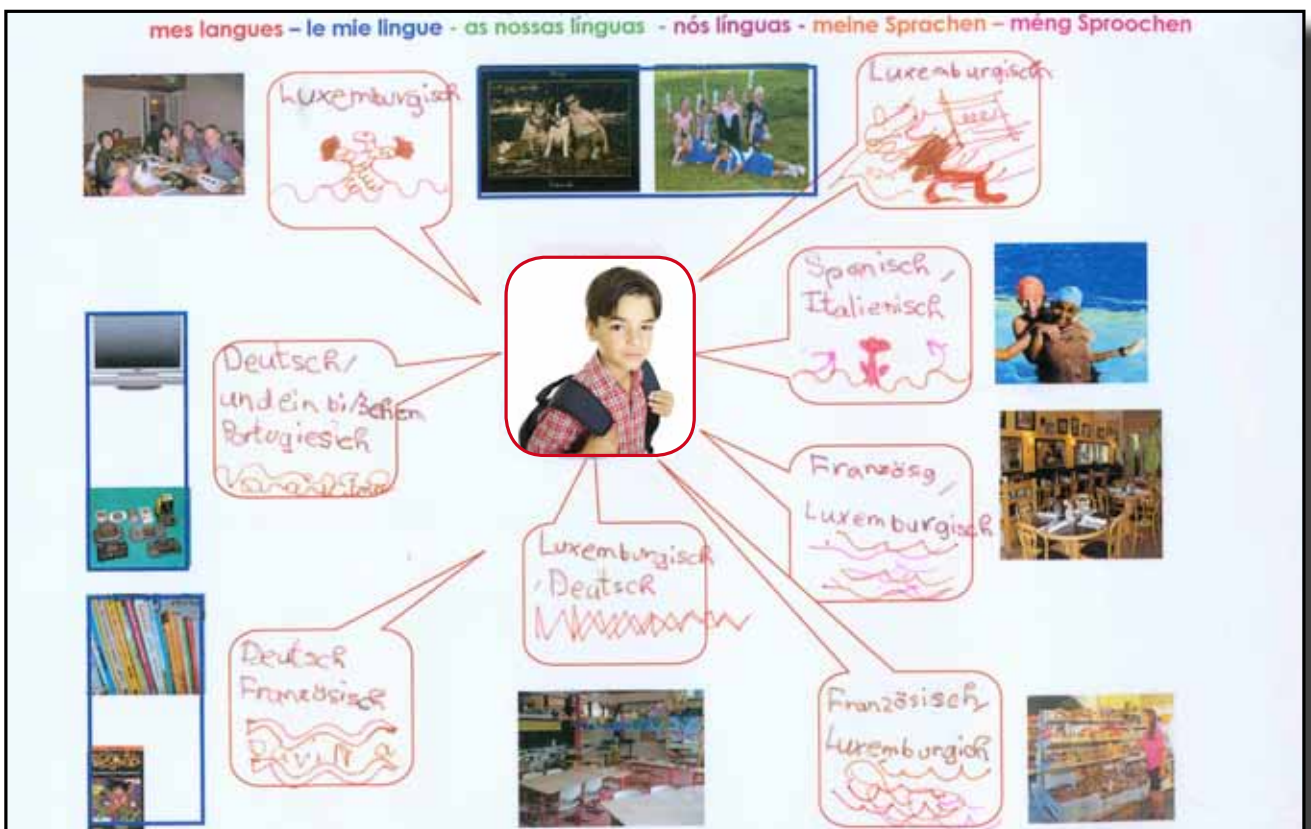 mes langues – le mie lingue - as nossas línguas - nós línguas - meine Sprachen – méng Sproochen
Luxemburgisch
Luxemburgisch
Spanisch /
Italienisch
Deutsch /
und ein bißchen
Portugiesich
Französg /
Luxemburgisch
Luxemburgisch
/ Deutsch
Deutsch
Französisch
Französisch /
Luxemburgich